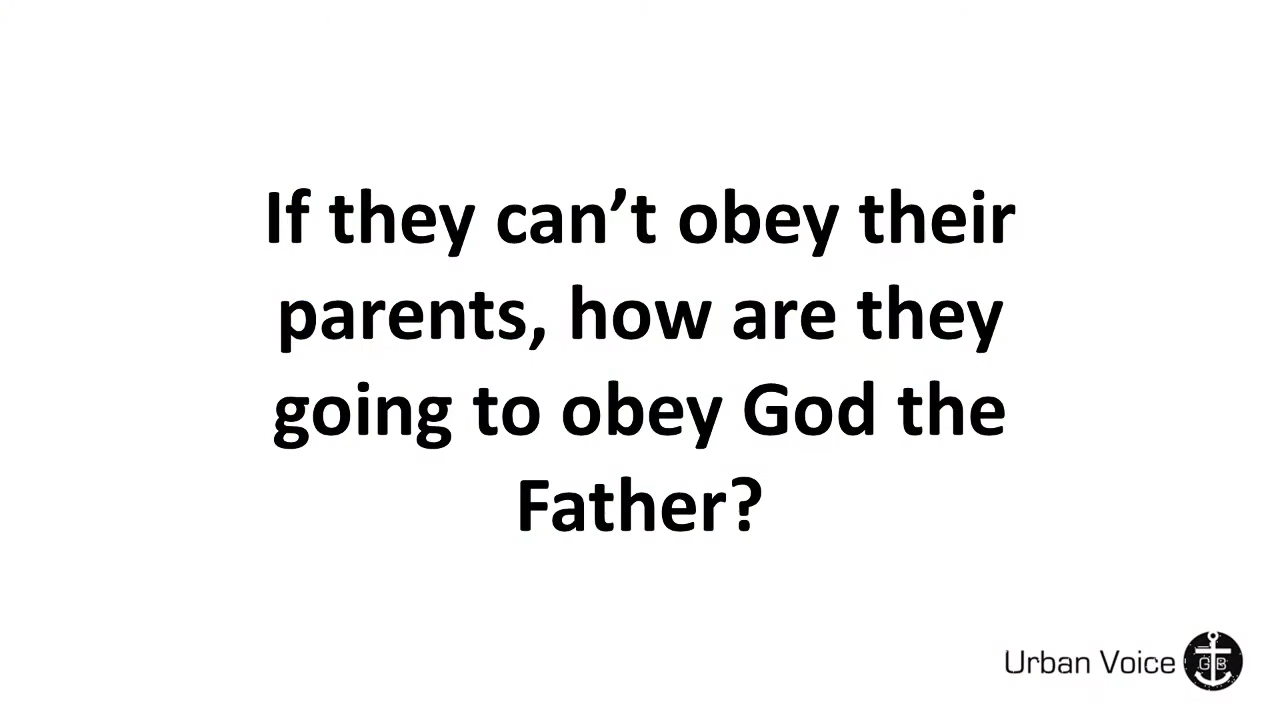 If they can’t obey their
parents, how are they
going to obey God the
Father?
Urban Voice
G B